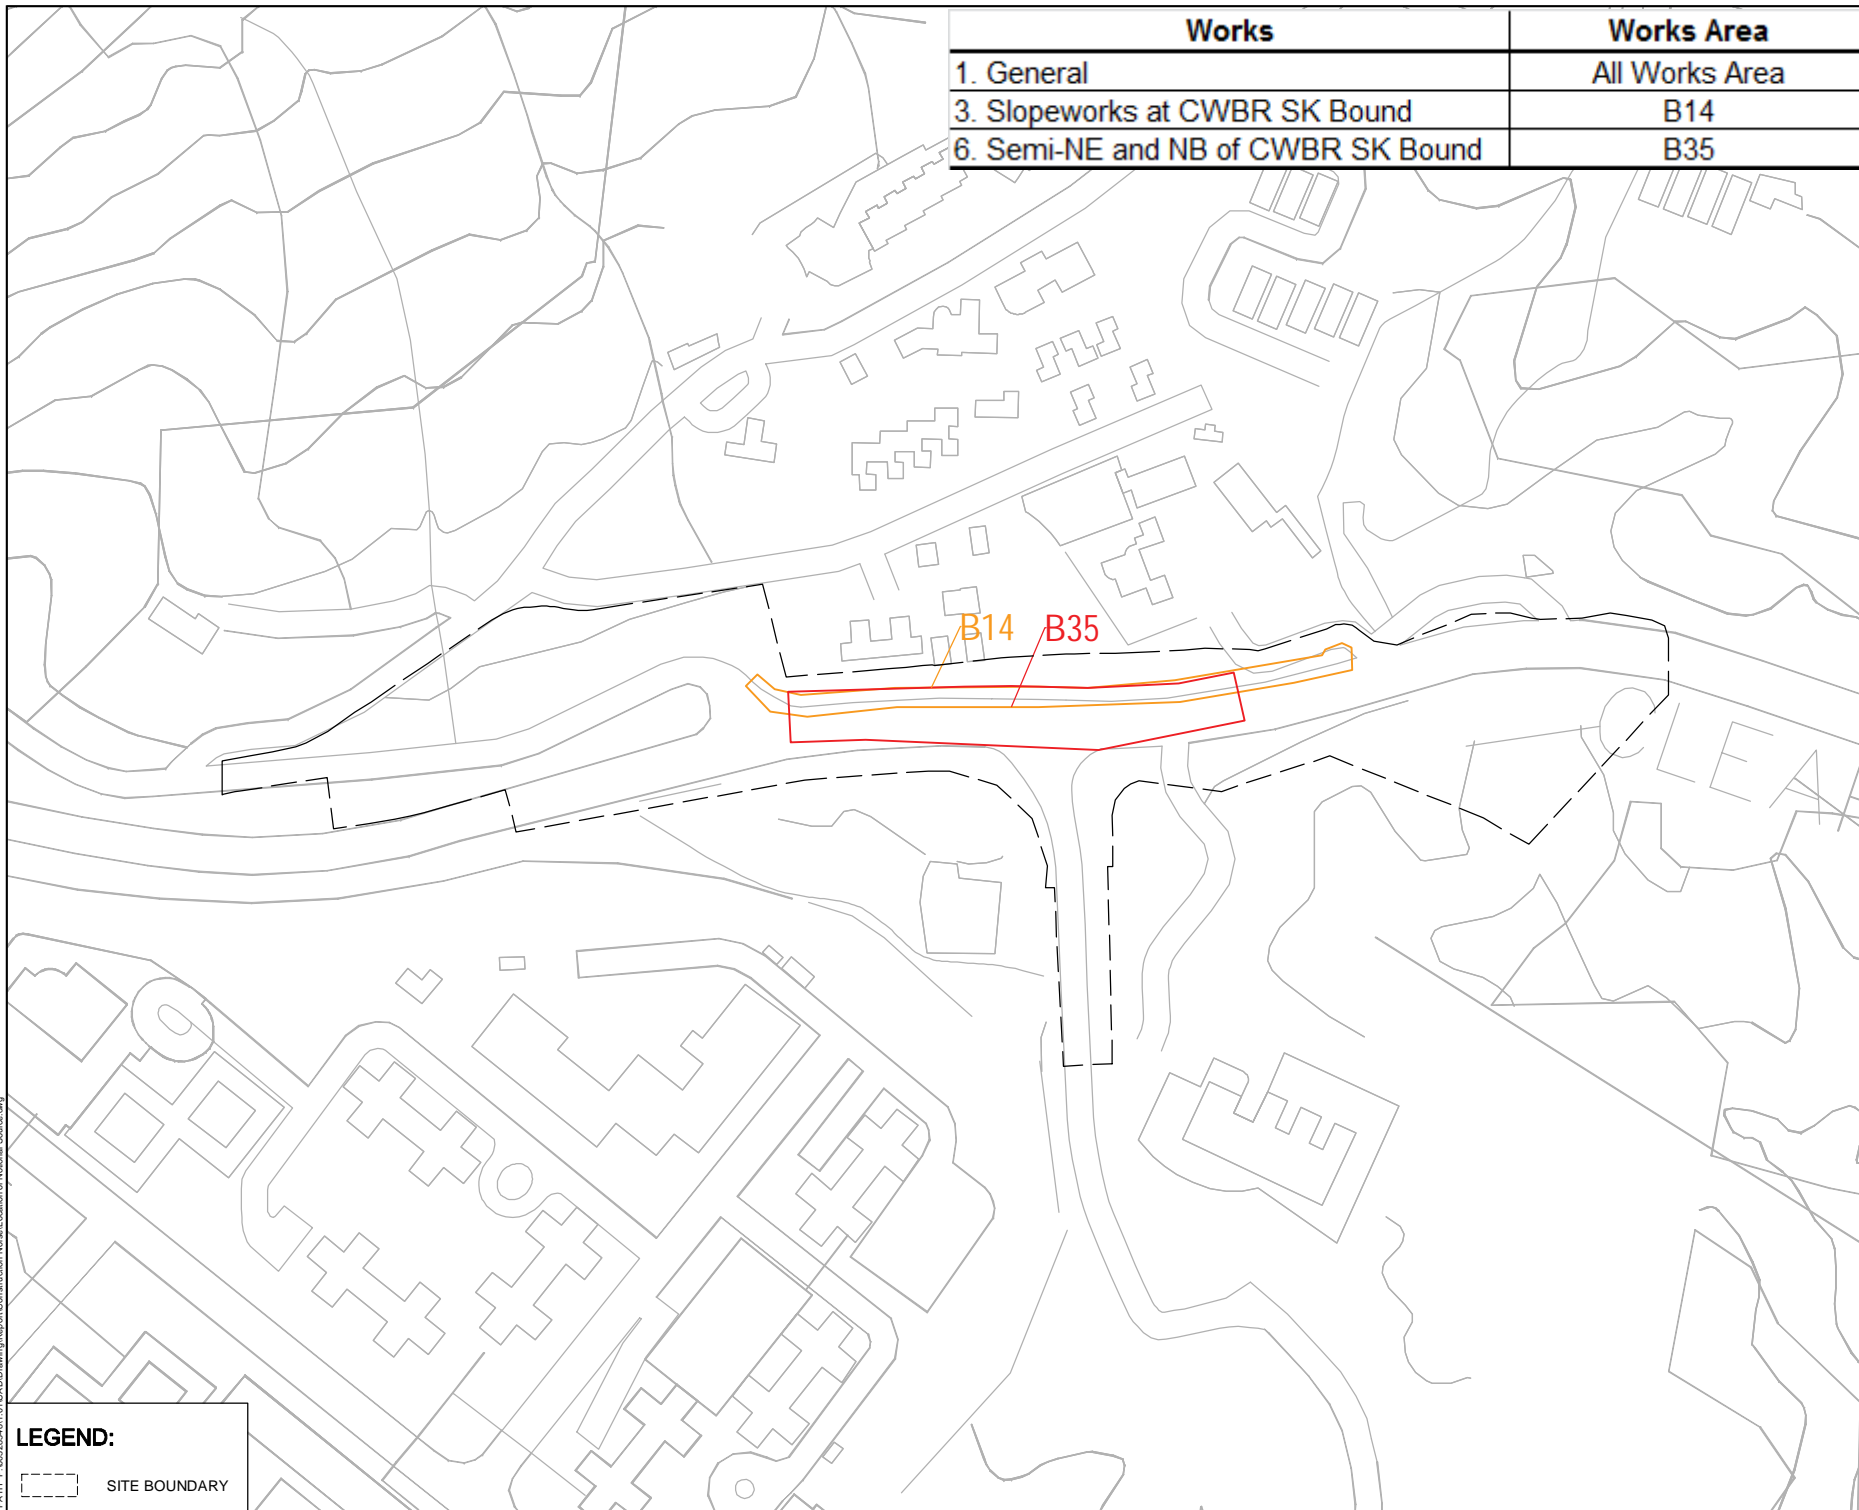 Works Works Area
1. General All Works Area
3. Slopeworks at CWBR SK Bound B14
6. Semi-NE and NB of CWBR SK Bound B35
B14 B35
LEGEND:
SITE BOUNDARY